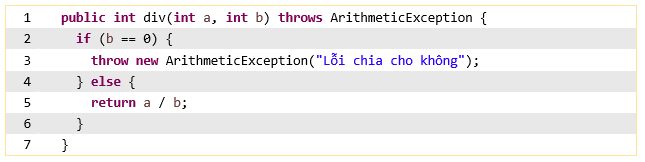 1 public int div(int a, int b) throws ArithmeticException {
2 if (b == 0) {
3 throw new ArithmeticException("Lỗi chia cho không");
4 } else {
5 return a / b;
6 }
7 }